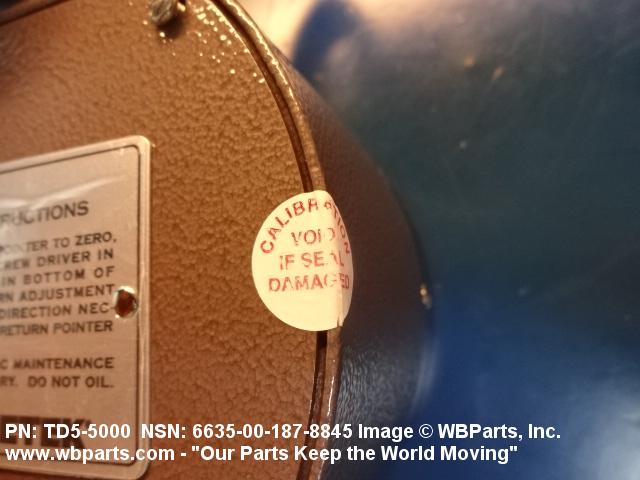 RUCTIONS
POINTER TO ZERO,
REW DRIVER IN
IN BOTTOM OF
RN ADJUSTMENT
DIRECTION NEC-
RETURN POINTER
C MAINTENANCE
RY. DO NOT OIL.
CALIBRATION
VOID
IF SEAL
DAMAGED
PN: TD5-5000 NSN: 6635-00-187-8845 Image © WBParts, Inc.
www.wbparts.com - "Our Parts Keep the World Moving"